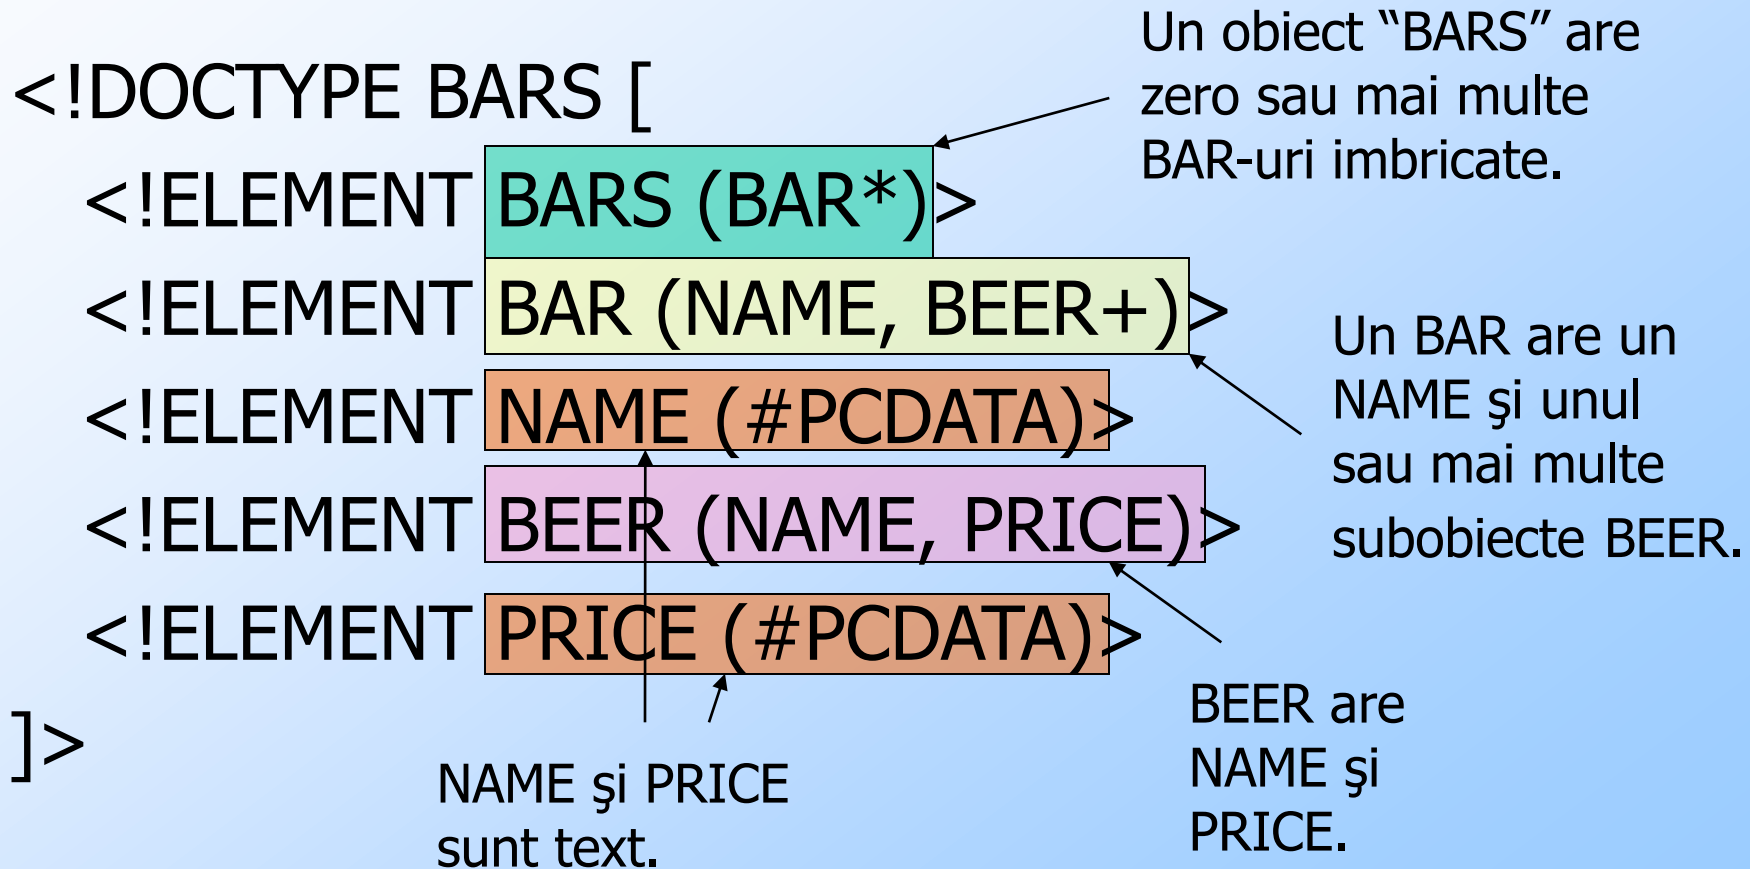 <!DOCTYPE BARS [
<!ELEMENT BARS (BAR*)>
<!ELEMENT BAR (NAME, BEER+)>
<!ELEMENT NAME (#PCDATA)>
<!ELEMENT BEER (NAME, PRICE)>
<!ELEMENT PRICE (#PCDATA)>
]>
Un obiect “BARS” are
zero sau mai multe
BAR-uri imbricate.
Un BAR are un
NAME şi unul
sau mai multe
subobiecte BEER.
BEER are
NAME şi
PRICE.
NAME şi PRICE
sunt text.